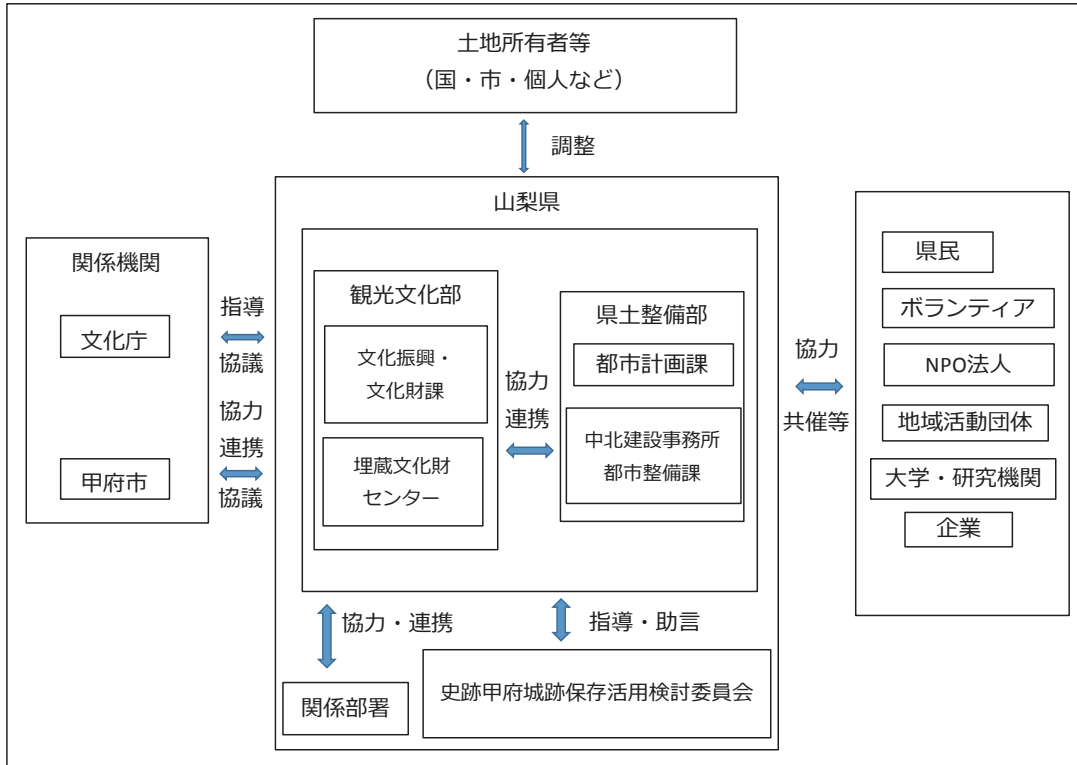 土地所有者等
（国・市・個人など）
調整
山梨県
関係機関
文化庁
甲府市
指導
協議
協力
連携
協議
観光文化部
文化振興・
文化財課
埋蔵文化財
センター
協力
連携
県土整備部
都市計画課
中北建設事務所
都市整備課
協力
共催等
県民
ボランティア
NPO法人
地域活動団体
大学・研究機関
企業
協力・連携
指導・助言
関係部署
史跡甲府城跡保存活用検討委員会